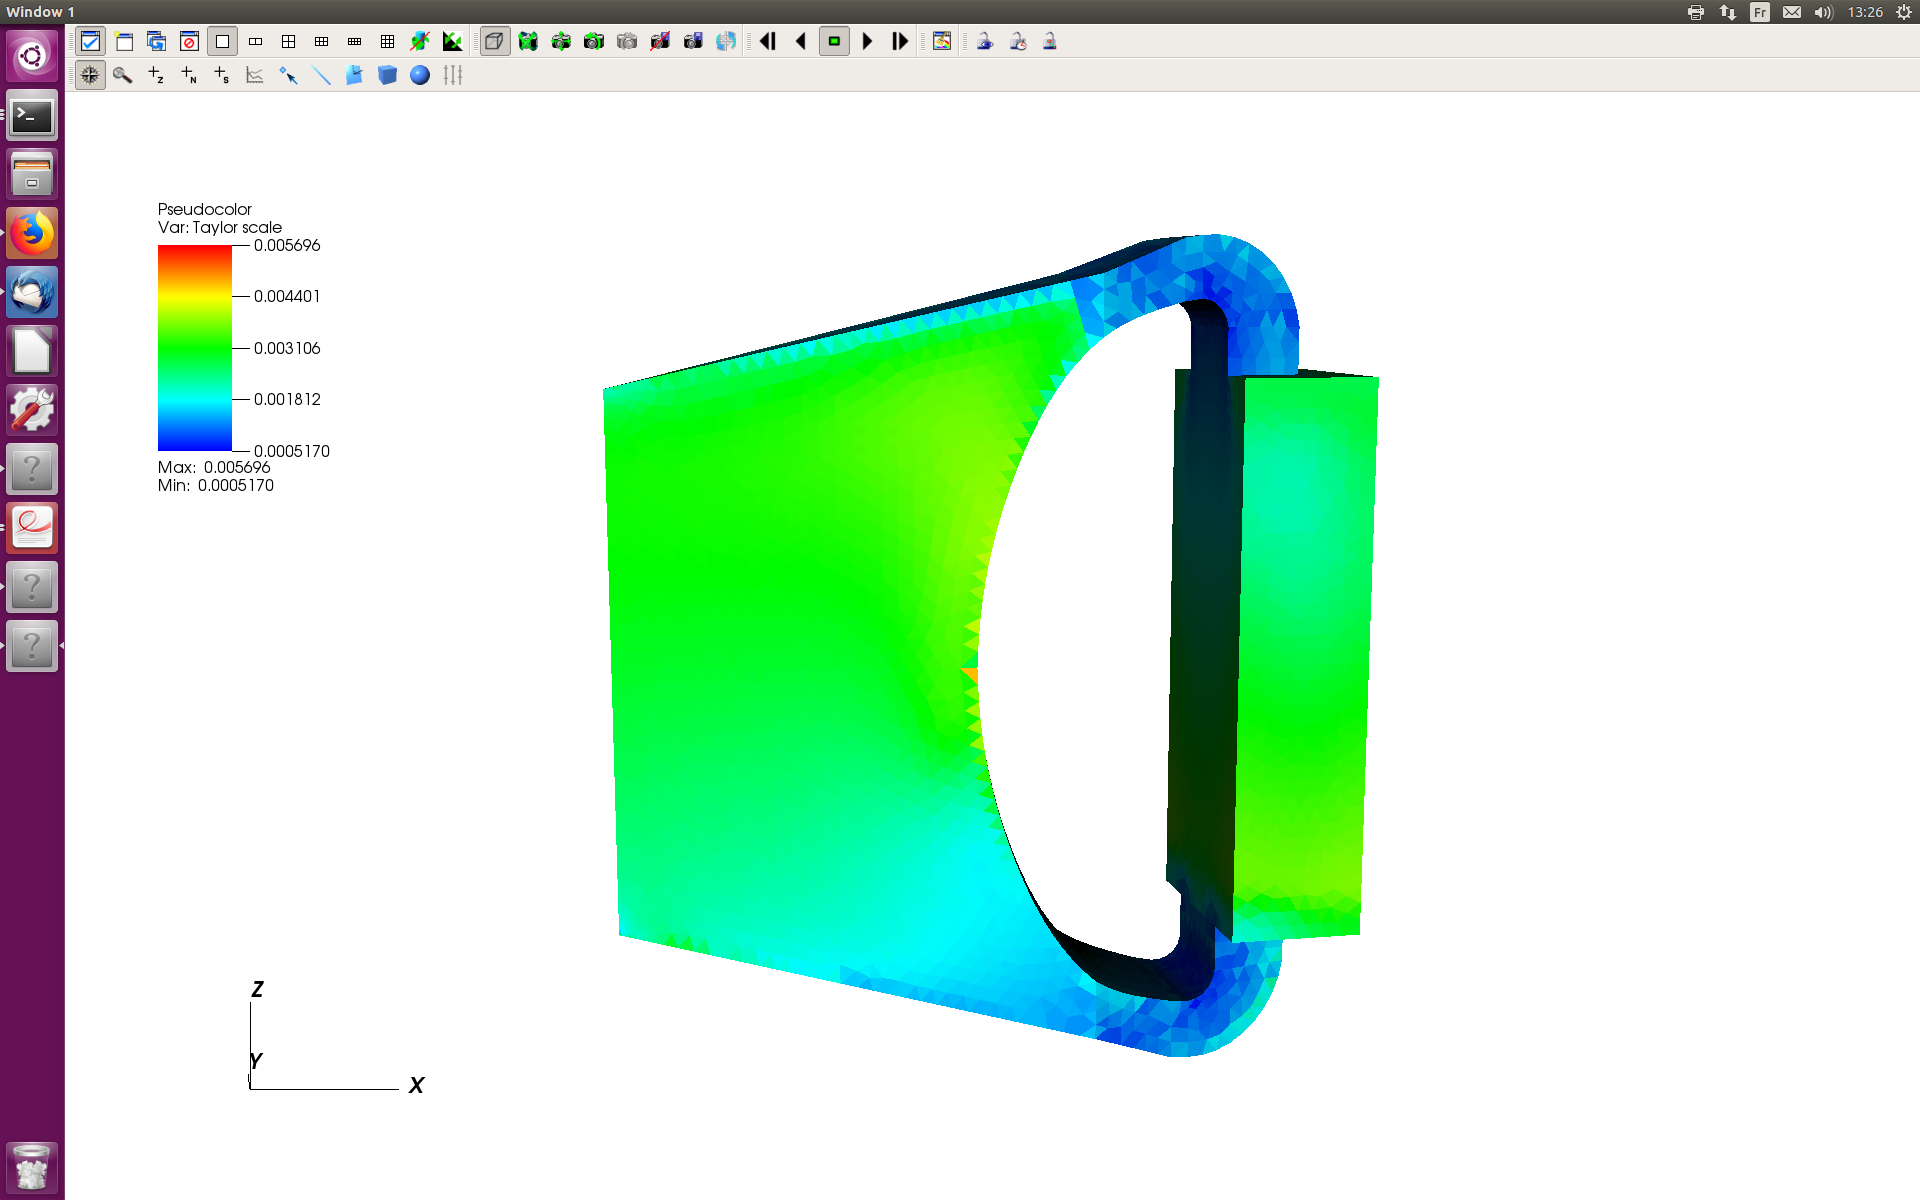 Window 1
Fr
13:26
Pseudocolor
Var: Taylor scale
0.005696
0.004401
0.003106
0.001812
0.0005170
Max: 0.005696
Min: 0.0005170
Z
Y
X